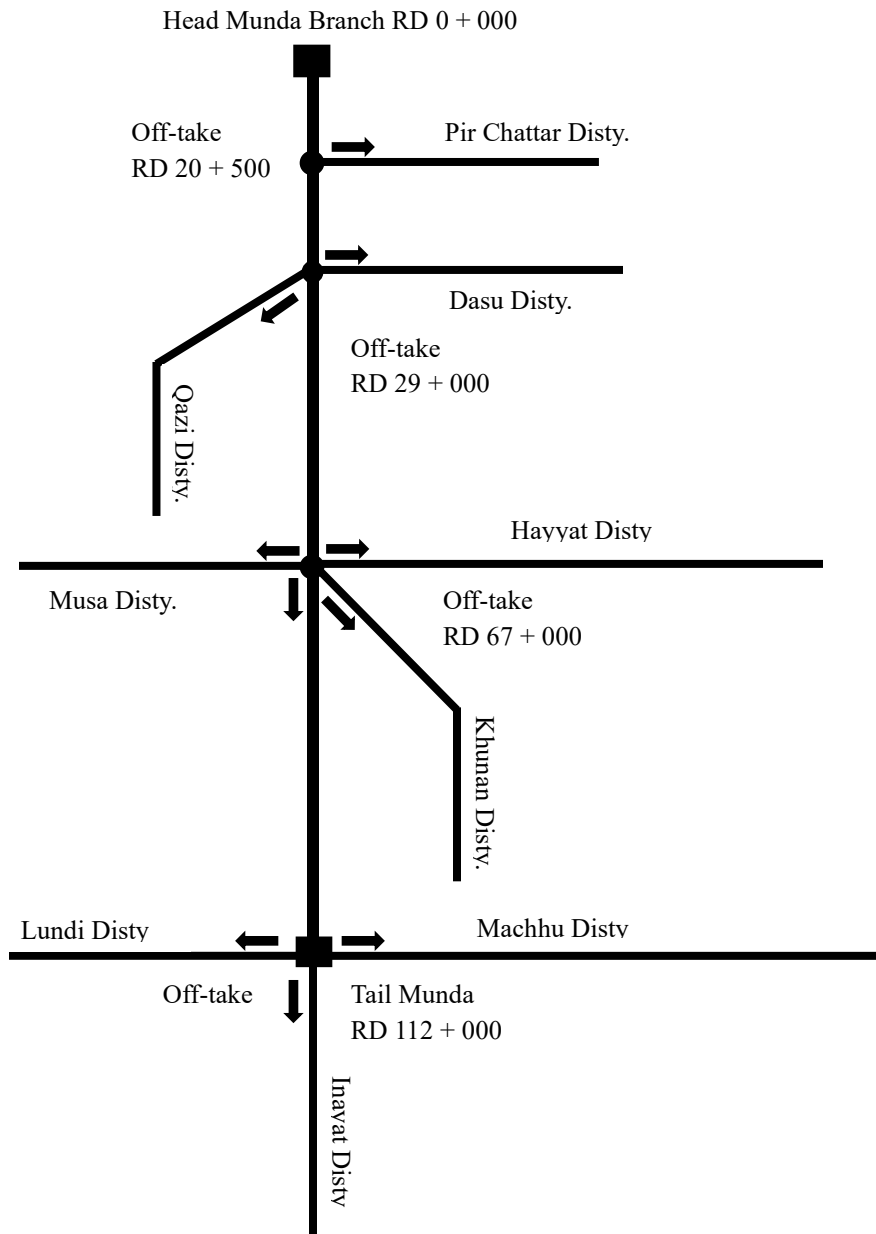 Head Munda Branch RD 0 + 000
Off-take
RD 20 + 500
Pir Chattar Disty.
Dasu Disty.
Off-take
RD 29 + 000
Qazi Disty.
Hayyat Disty
Musa Disty.
Off-take
RD 67 + 000
Khunan Disty.
Lundi Disty
Machhu Disty
Off-take
Tail Munda
RD 112 + 000
Inayat Disty